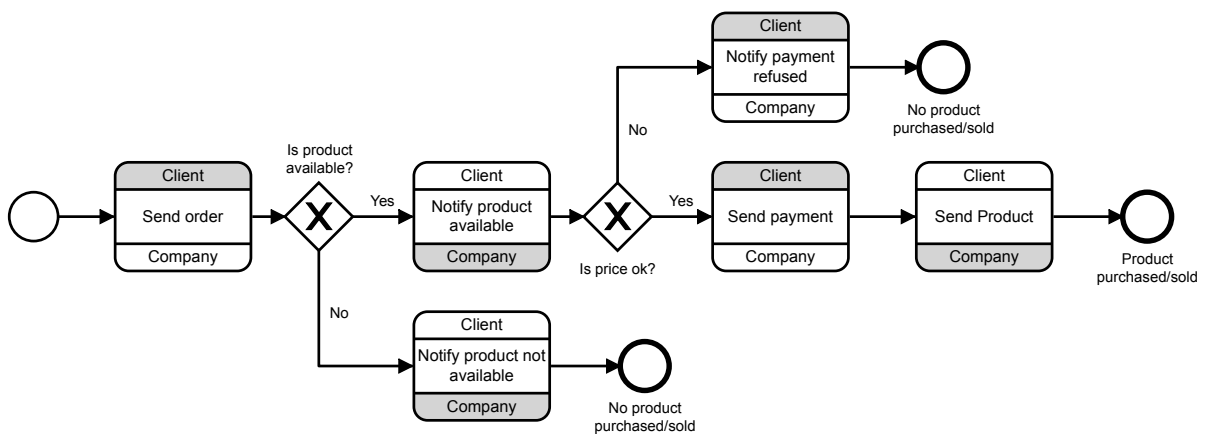 Client
Notify payment
refused
Company
No product
purchased/sold
No
Is product
available?
Client
Send order
Company
Yes
Client
Notify product
available
Company
X
X
Is price ok?
Yes
Client
Send payment
Company
Client
Send Product
Company
Product
purchased/sold
No
Client
Notify product not
available
Company
No product
purchased/sold